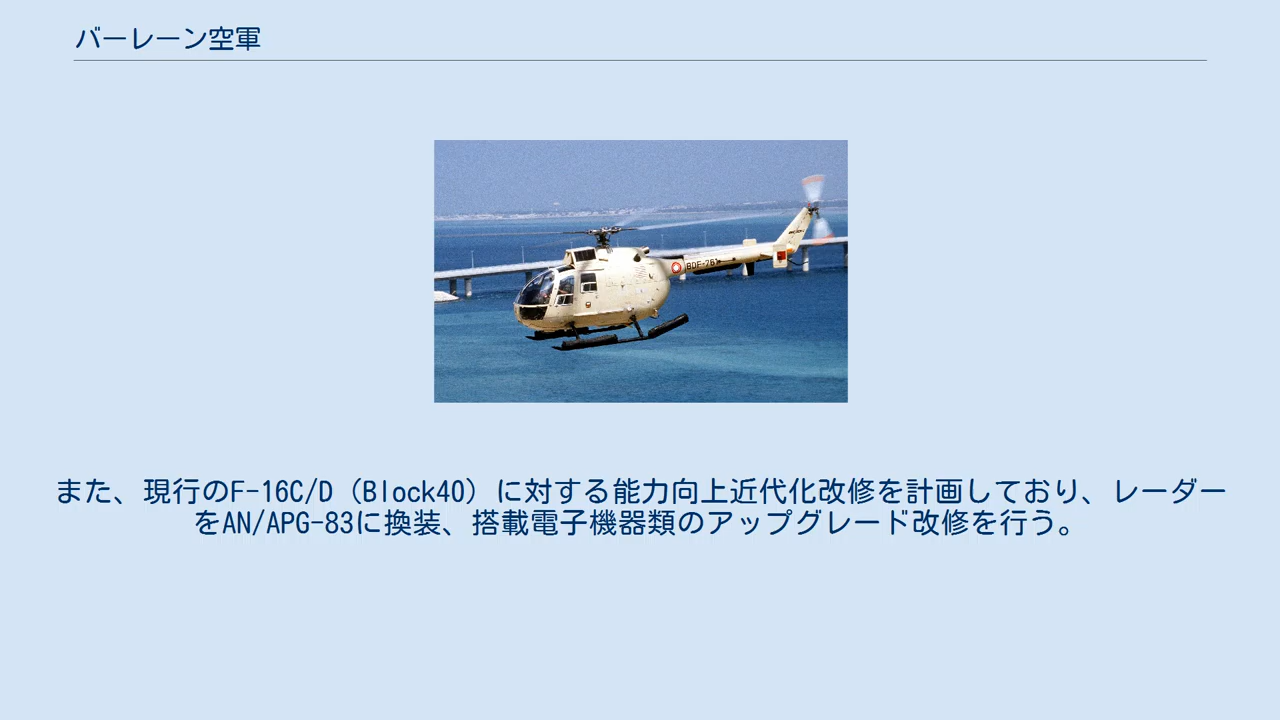 バーレーン空軍
BDF-761
また、現行のF-16C/D（Block40）に対する能力向上近代化改修を計画しており、レーダー
をAN/APG-83に換装、搭載電子機器類のアップグレード改修を行う。